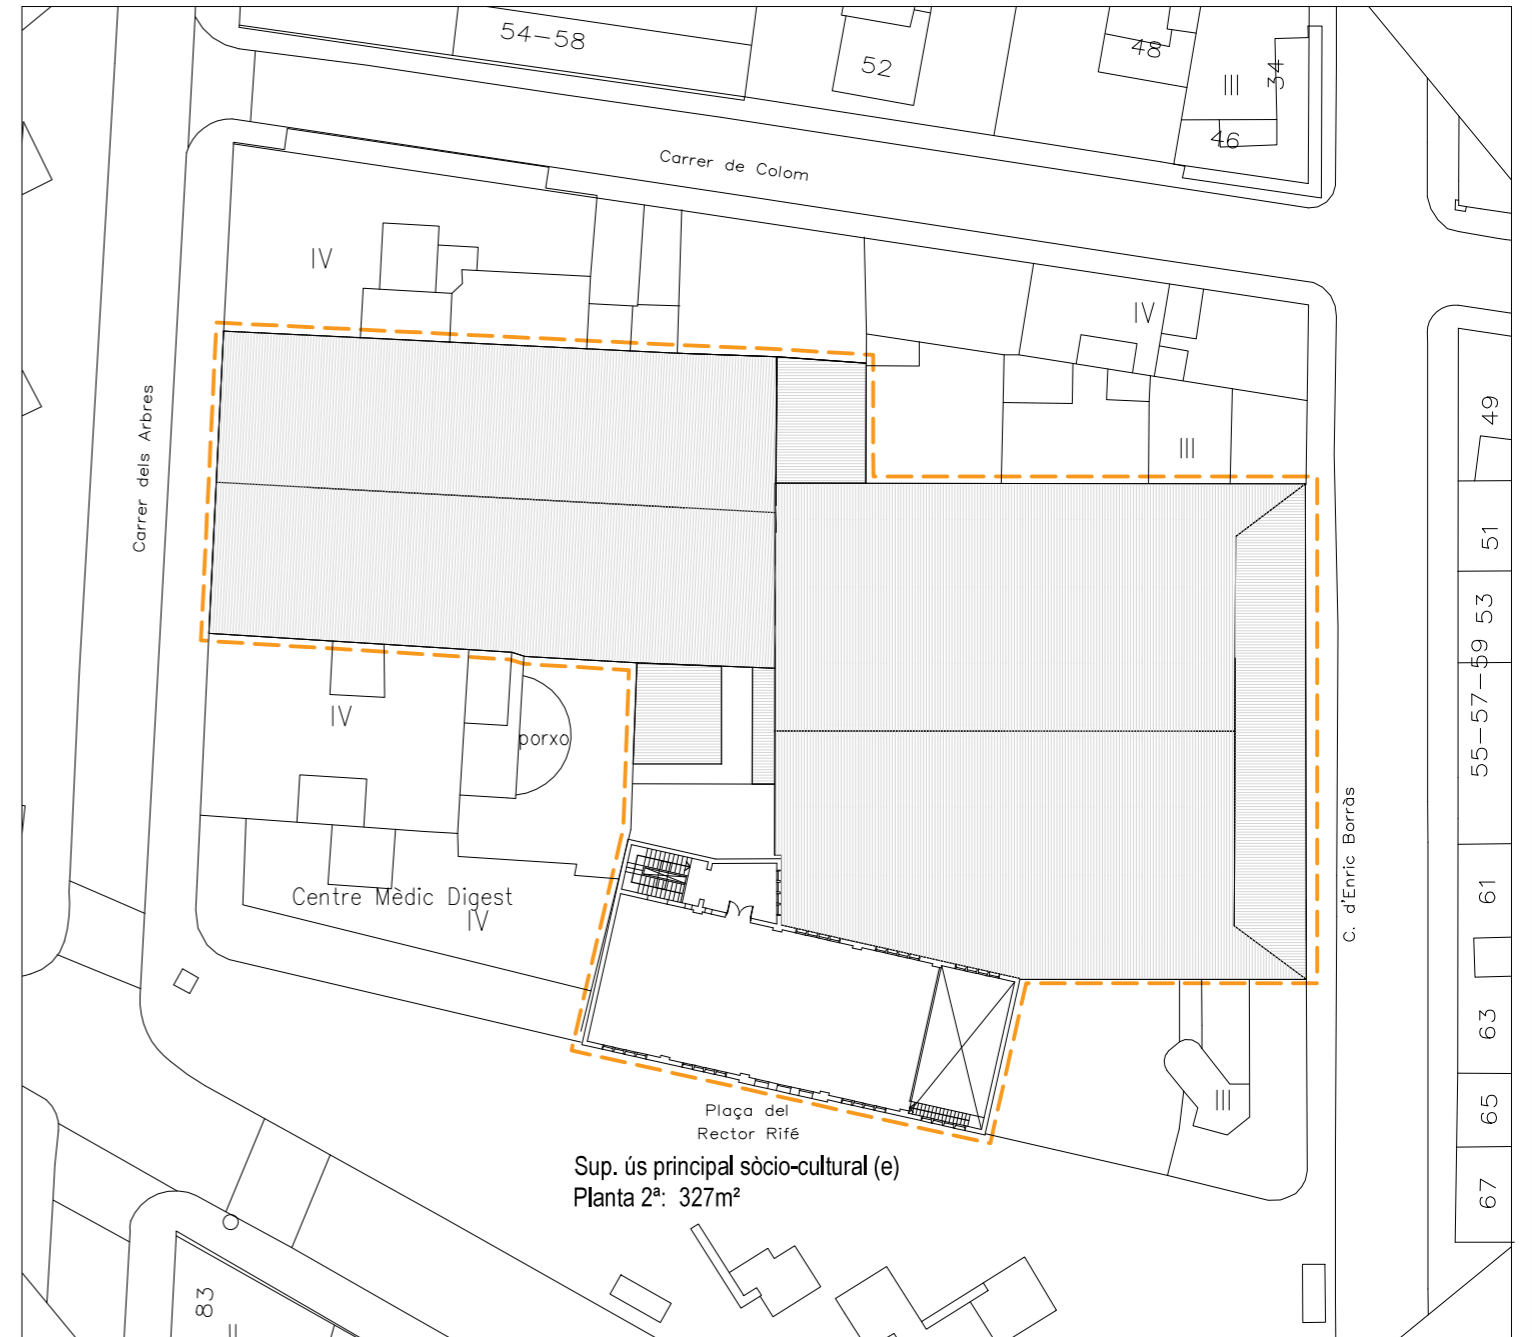 54-58
52
48
III
34
46
Carrer de Colom
IV
IV
Carrer dels Arbres
49
III
51
53
55-57-59
IV
porxo
C. d'Enric Borràs
61
Centre Mèdic Digest
IV
63
III
65
Plaça del
Rector Rifé
Sup. ús principal sòcio-cultural (e)
Planta 2ª: 327m²
67
83
II